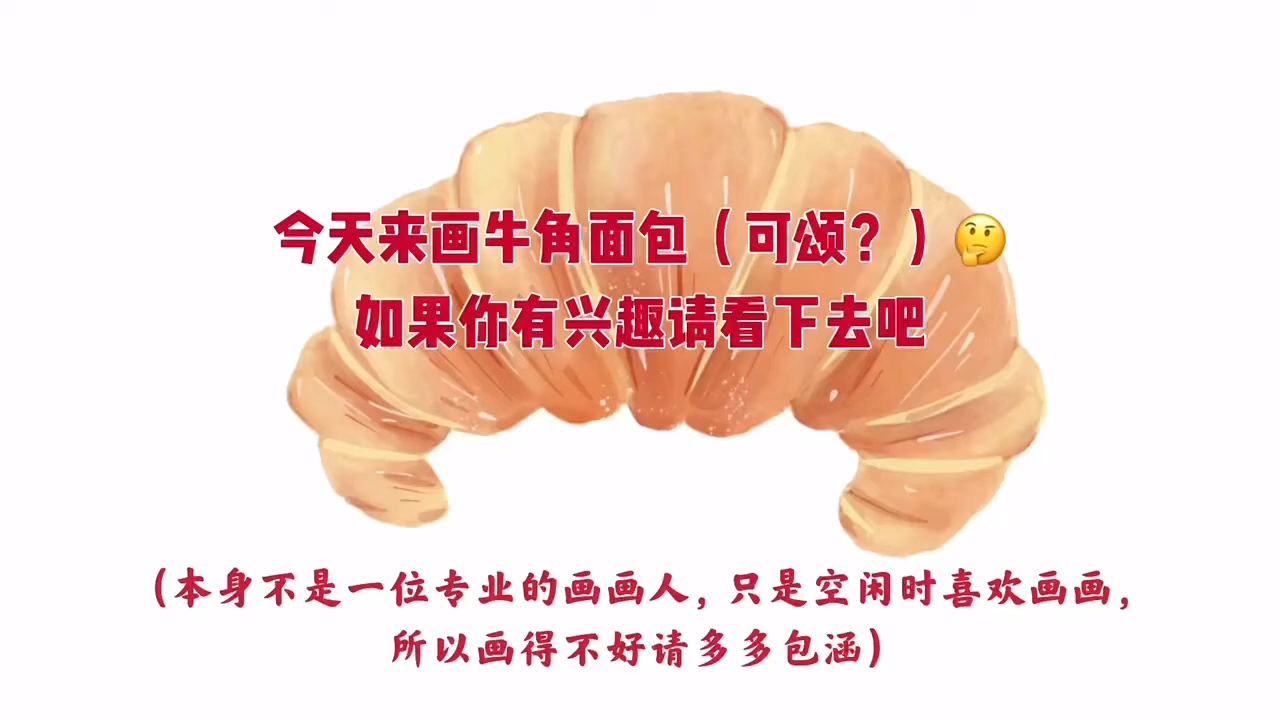 今天来画牛角面包（可颂？）🤔
如果你有兴趣请看下去吧
（本身不是一位专业的画画人，只是空闲时喜欢画画，
所以画得不好请多多包涵）